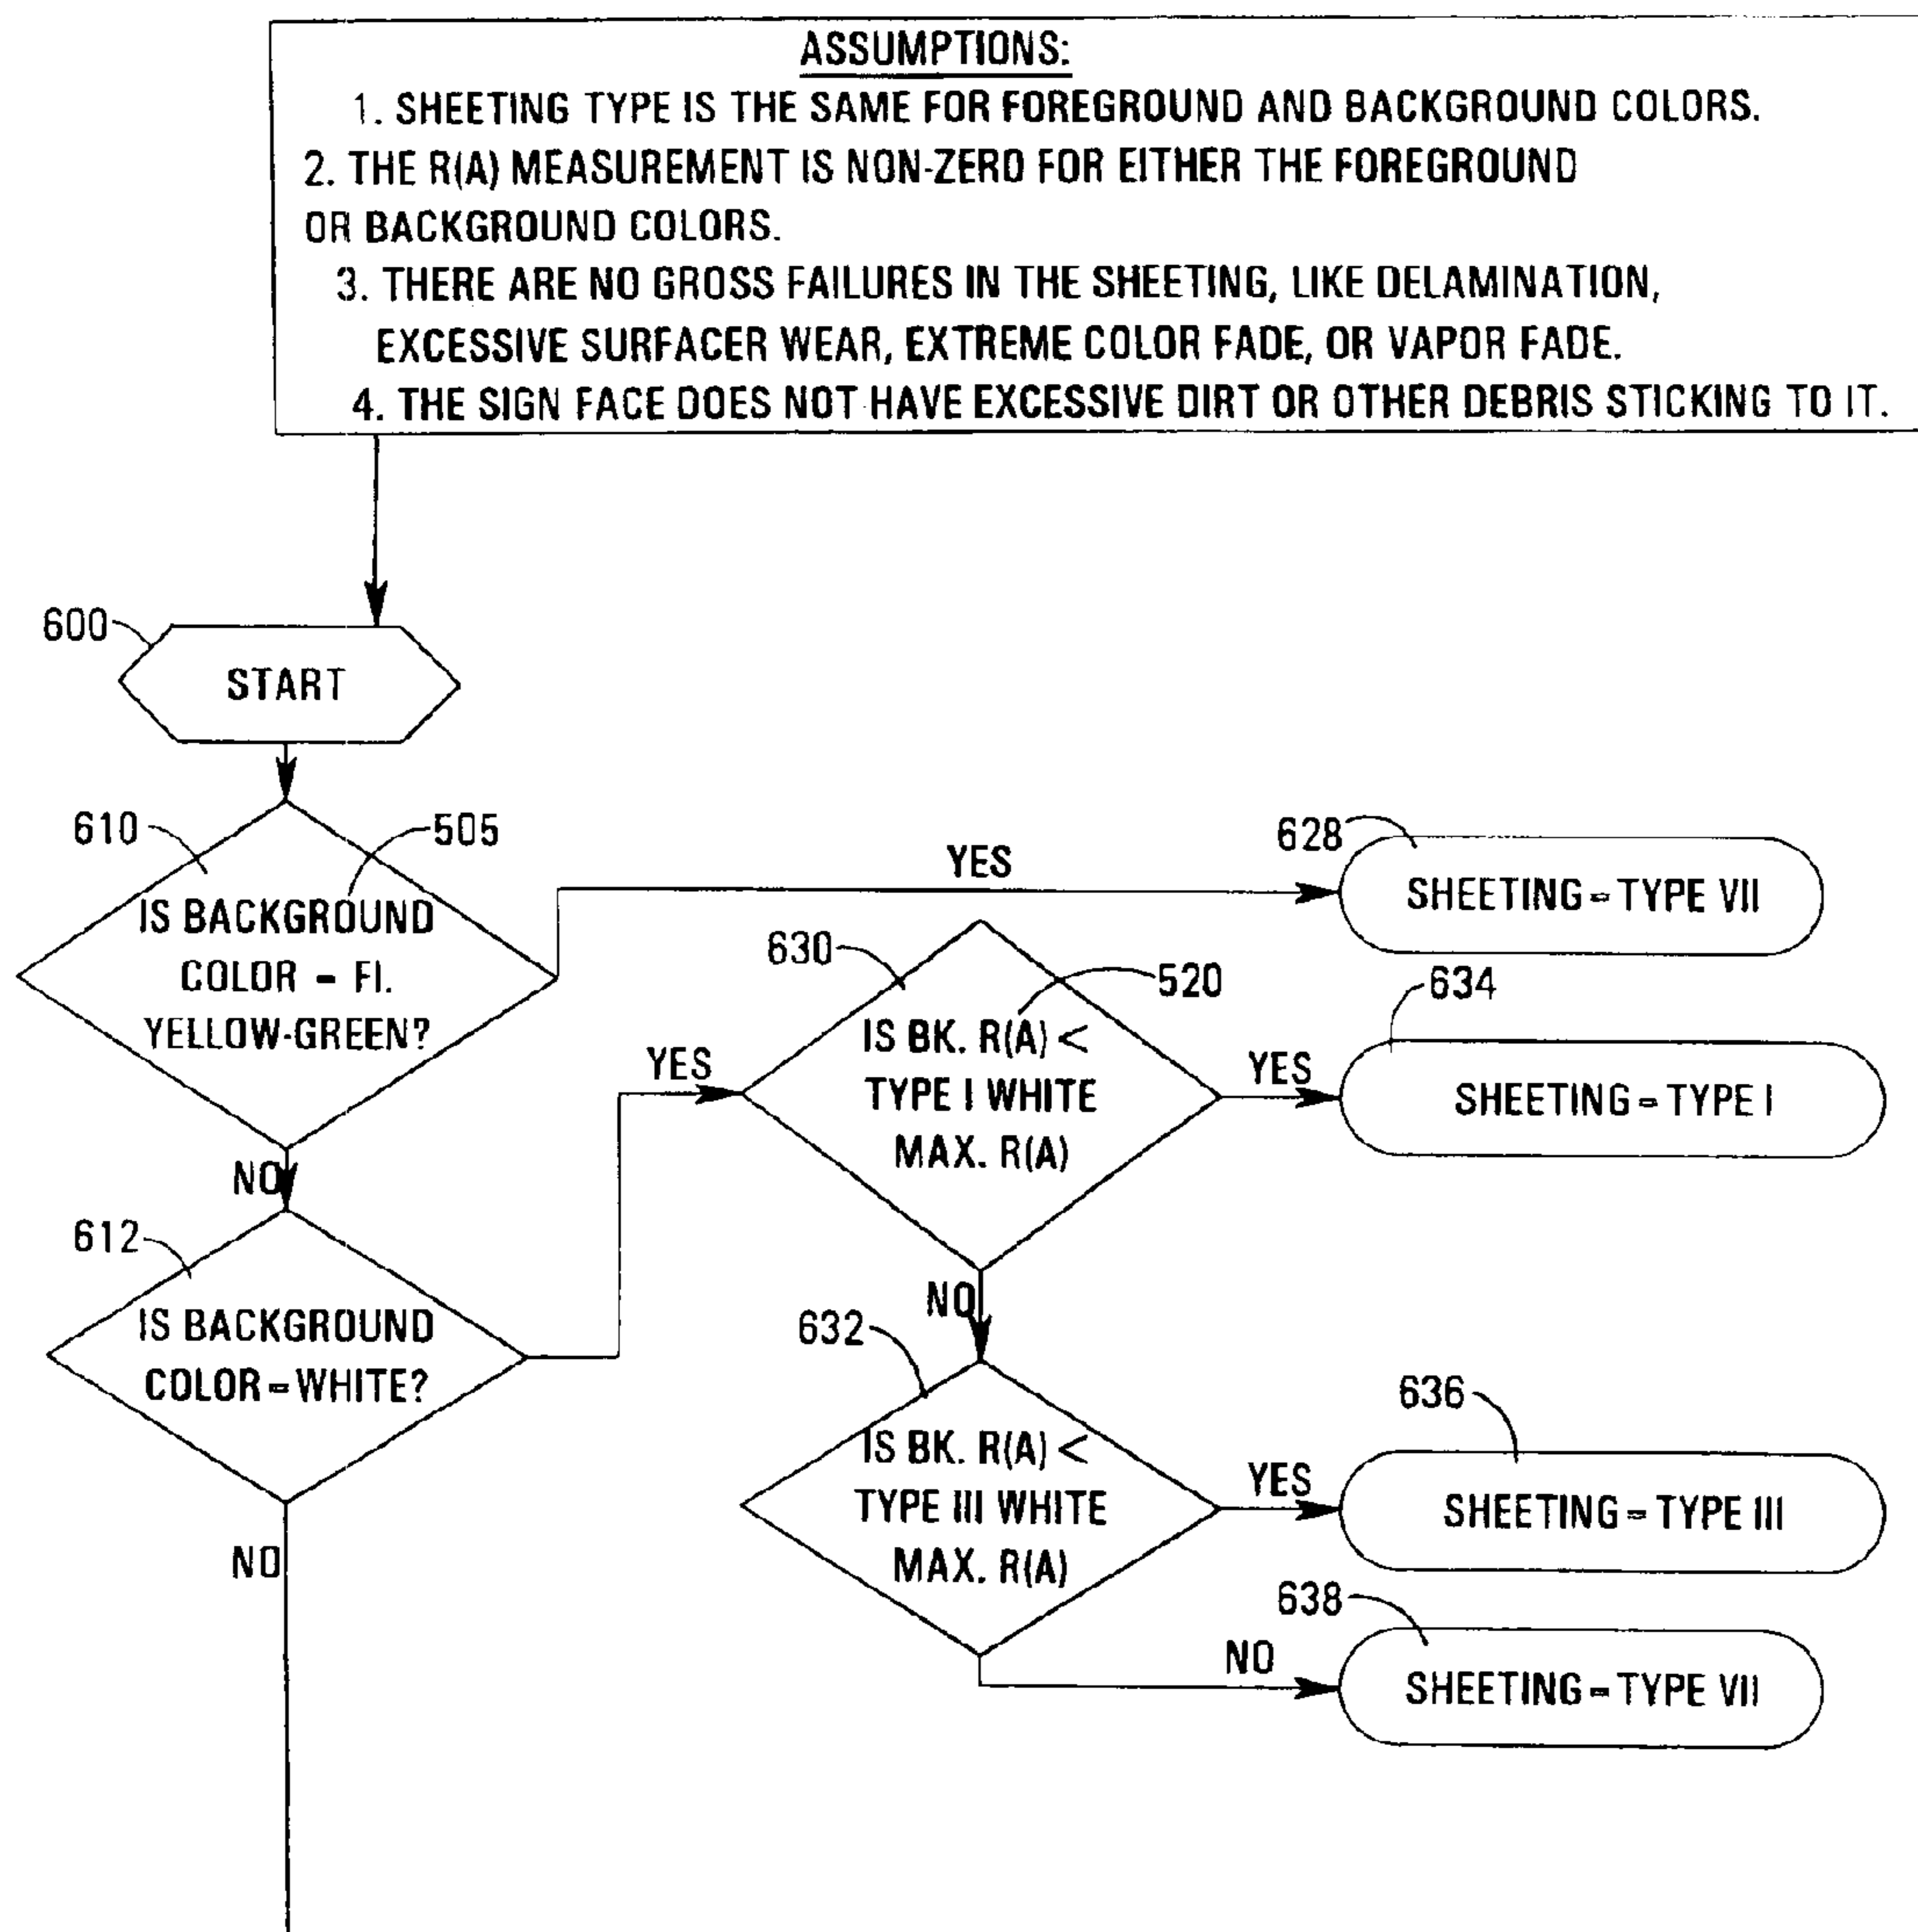 ASSUMPTIONS:
1. SHEETING TYPE IS THE SAME FOR FOREGROUND AND BACKGROUND COLORS.
2. THE R(A) MEASUREMENT IS NON-ZERO FOR EITHER THE FOREGROUND
OR BACKGROUND COLORS.
3. THERE ARE NO GROSS FAILURES IN THE SHEETING, LIKE DELAMINATION,
EXCESSIVE SURFACER WEAR, EXTREME COLOR FADE, OR VAPOR FADE.
4. THE SIGN FACE DOES NOT HAVE EXCESSIVE DIRT OR OTHER DEBRIS STICKING TO IT.
600
START
610
505
IS BACKGROUND
COLOR = FI.
YELLOW-GREEN?
YES
628
SHEETING = TYPE VII
NO
612
IS BACKGROUND
COLOR = WHITE?
YES
630
520
IS BK. R(A) <
TYPE I WHITE
MAX. R(A)
YES
634
SHEETING = TYPE I
NO
632
IS BK. R(A) <
TYPE III WHITE
MAX. R(A)
YES
636
SHEETING = TYPE III
NO
638
SHEETING = TYPE VII
NO